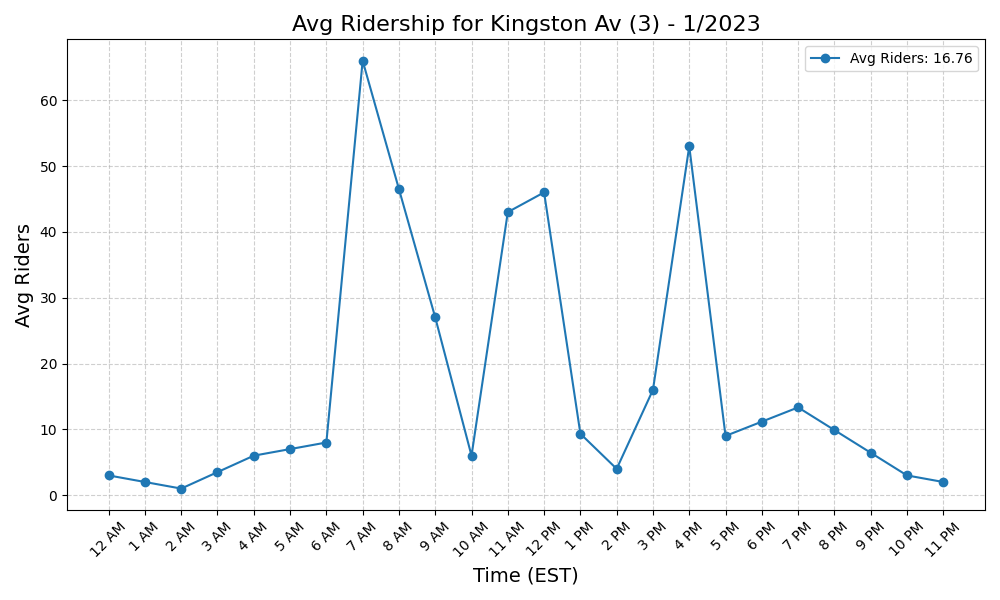 Avg Ridership for Kingston Av (3) - 1/2023
Avg Riders: 16.76
Avg Riders
60
50
40
30
20
10
0
12 AM
1 AM
2 AM
3 AM
4 AM
5 AM
6 AM
7 AM
8 AM
9 AM
10 AM
11 AM
12 PM
1 PM
2 PM
3 PM
4 PM
5 PM
6 PM
7 PM
8 PM
9 PM
10 PM
11 PM
Time (EST)